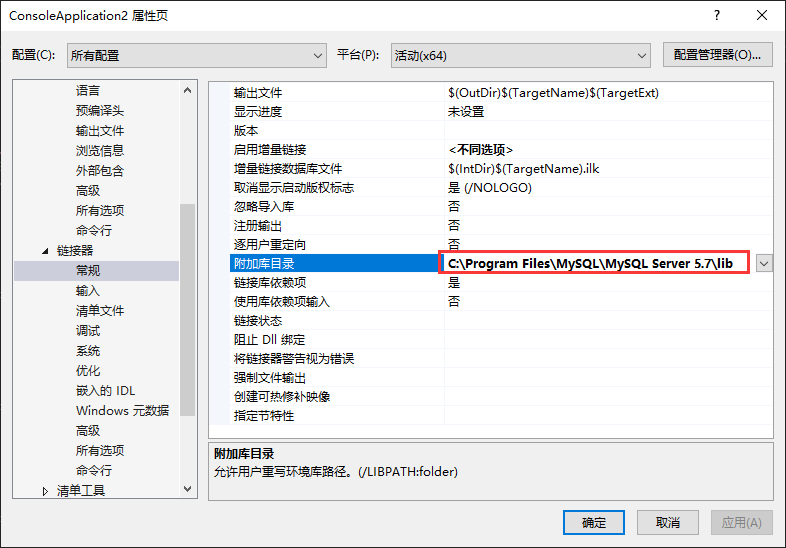 ConsoleApplication2 属性页
配置(C): 所有配置 平台(P): 活动(x64) 配置管理器(O)...
语言
预编译头
输出文件
浏览信息
外部包含
高级
所有选项
命令行
链接器
常规
输入
清单文件
调试
系统
优化
嵌入的 IDL
Windows 元数据
高级
所有选项
命令行
清单工具
输出文件 $(OutDir)$(TargetName)$(TargetExt)
显示进度 未设置
版本
启用增量链接 <不同选项>
增量链接数据库文件 $(IntDir)$(TargetName).ilk
取消显示启动版权标志 是 (/NOLOGO)
忽略导入库 否
注册输出 否
逐用户重定向 否
附加库目录 C:\Program Files\MySQL\MySQL Server 5.7\lib
链接库依赖项 是
使用库依赖项输入 否
链接状态
阻止 Dll 绑定
将链接器警告视为错误
强制文件输出
创建可热修补映像
指定节特性
附加库目录
允许用户重写环境库路径。(/LIBPATH:folder)
确定 取消 应用(A)